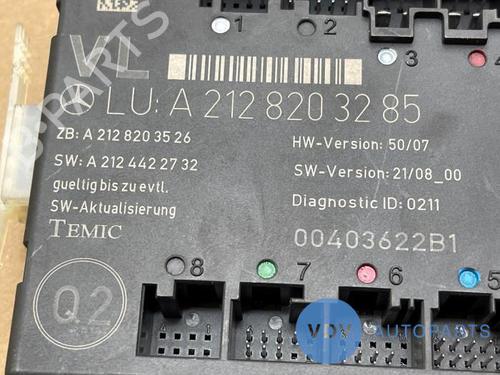 1
2
3
4
VL
LU: A 212 820 32 85
ZB: A 212 820 35 26
HW-Version: 50/07
SW: A 212 442 27 32
SW-Version: 21/08_00
gueltig bis zu evtl.
SW-Aktualisierung
Diagnostic ID: 0211
TEMIC
00403622B1
8
7
6
5
Q2
VDV AUTOPARTS
PARTS